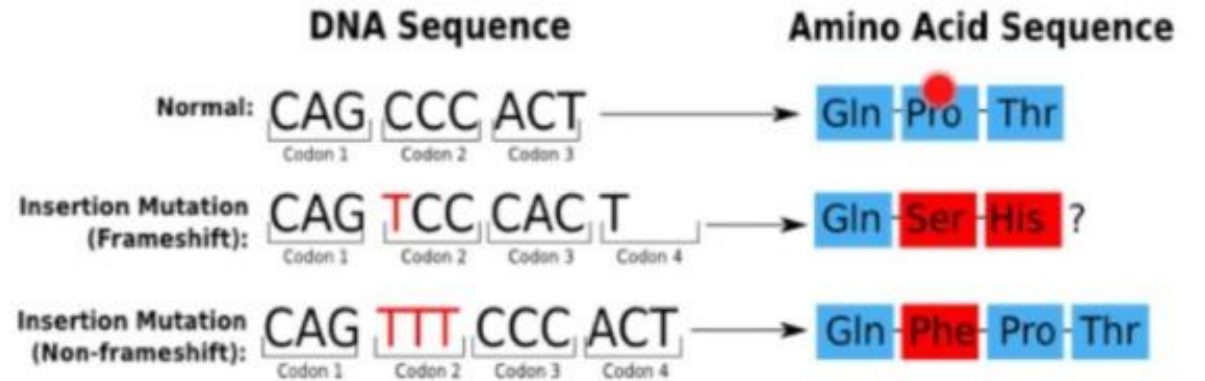 DNA Sequence Amino Acid Sequence
Normal: CAG CCC ACT Gln Pro Thr
Codon 1 Codon 2 Codon 3
Insertion Mutation
(Frameshift): CAG TCC CAC T Gln Ser His ?
Codon 1 Codon 2 Codon 3 Codon 4
Insertion Mutation
(Non-frameshift): CAG TTT CCC ACT Gln Phe Pro Thr
Codon 1 Codon 2 Codon 3 Codon 4